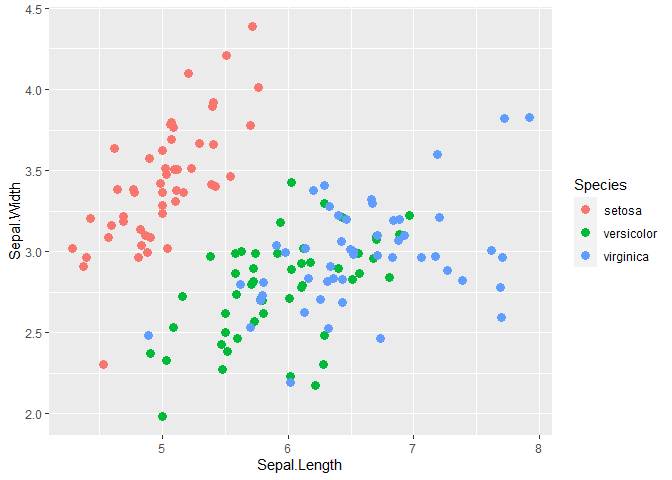 4.5
4.0
3.5
3.0
2.5
2.0
Sepal.Width
5 6 7 8
Sepal.Length
Species
setosa
versicolor
virginica